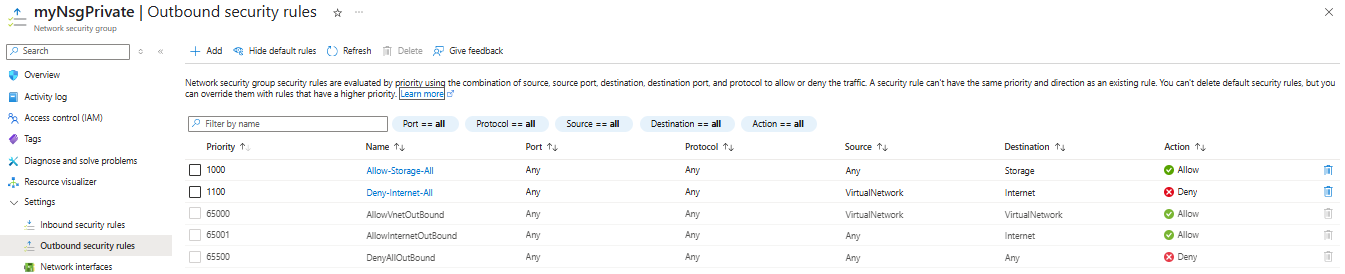 myNsgPrivate | Outbound security rules
Network security group
Search
Overview
Activity log
Access control (IAM)
Tags
Diagnose and solve problems
Resource visualizer
Settings
Inbound security rules
Outbound security rules
Network interfaces
Add Hide default rules Refresh Delete Give feedback
Network security group security rules are evaluated by priority using the combination of source, source port, destination, destination port, and protocol to allow or deny the traffic. A security rule can't have the same priority and direction as an existing rule. You can't delete default security rules, but you
can override them with rules that have a higher priority. Learn more
Filter by name Port == all Protocol == all Source == all Destination == all Action == all
Priority Name Port Protocol Source Destination Action
1000 Allow-Storage-All Any Any Any Storage Allow
1100 Deny-Internet-All Any Any VirtualNetwork Internet Deny
65000 AllowVnetOutBound Any Any VirtualNetwork VirtualNetwork Allow
65001 AllowInternetOutBound Any Any Any Internet Allow
65500 DenyAllOutBound Any Any Any Any Deny